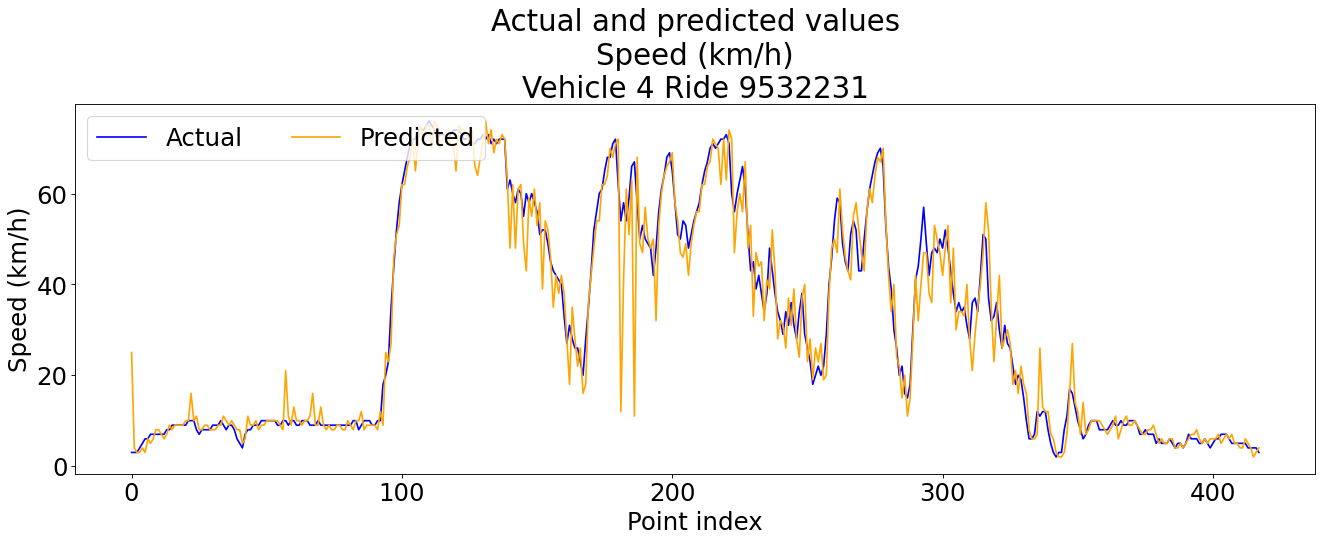 Actual and predicted values
Speed (km/h)
Vehicle 4 Ride 9532231
Actual
Predicted
Speed (km/h)
60
40
20
0
0
100
200
300
400
Point index